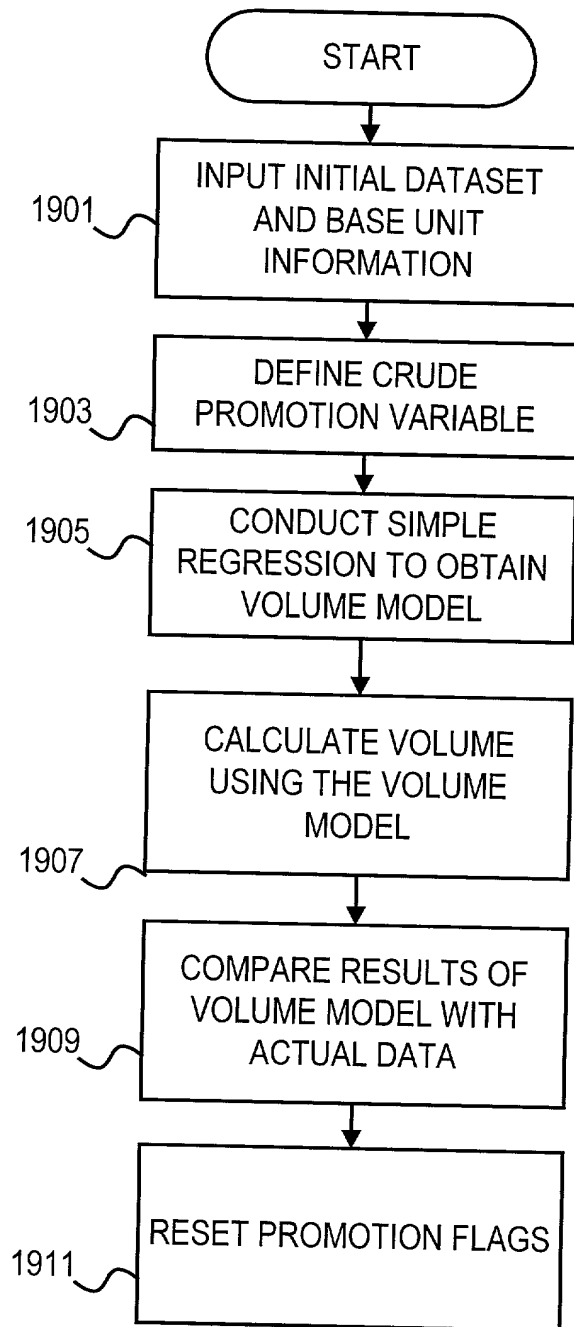 START
1901
INPUT INITIAL DATASET
AND BASE UNIT
INFORMATION
1903
DEFINE CRUDE
PROMOTION VARIABLE
1905
CONDUCT SIMPLE
REGRESSION TO OBTAIN
VOLUME MODEL
CALCULATE VOLUME
USING THE VOLUME
MODEL
1907
COMPARE RESULTS OF
VOLUME MODEL WITH
ACTUAL DATA
1909
RESET PROMOTION FLAGS
1911